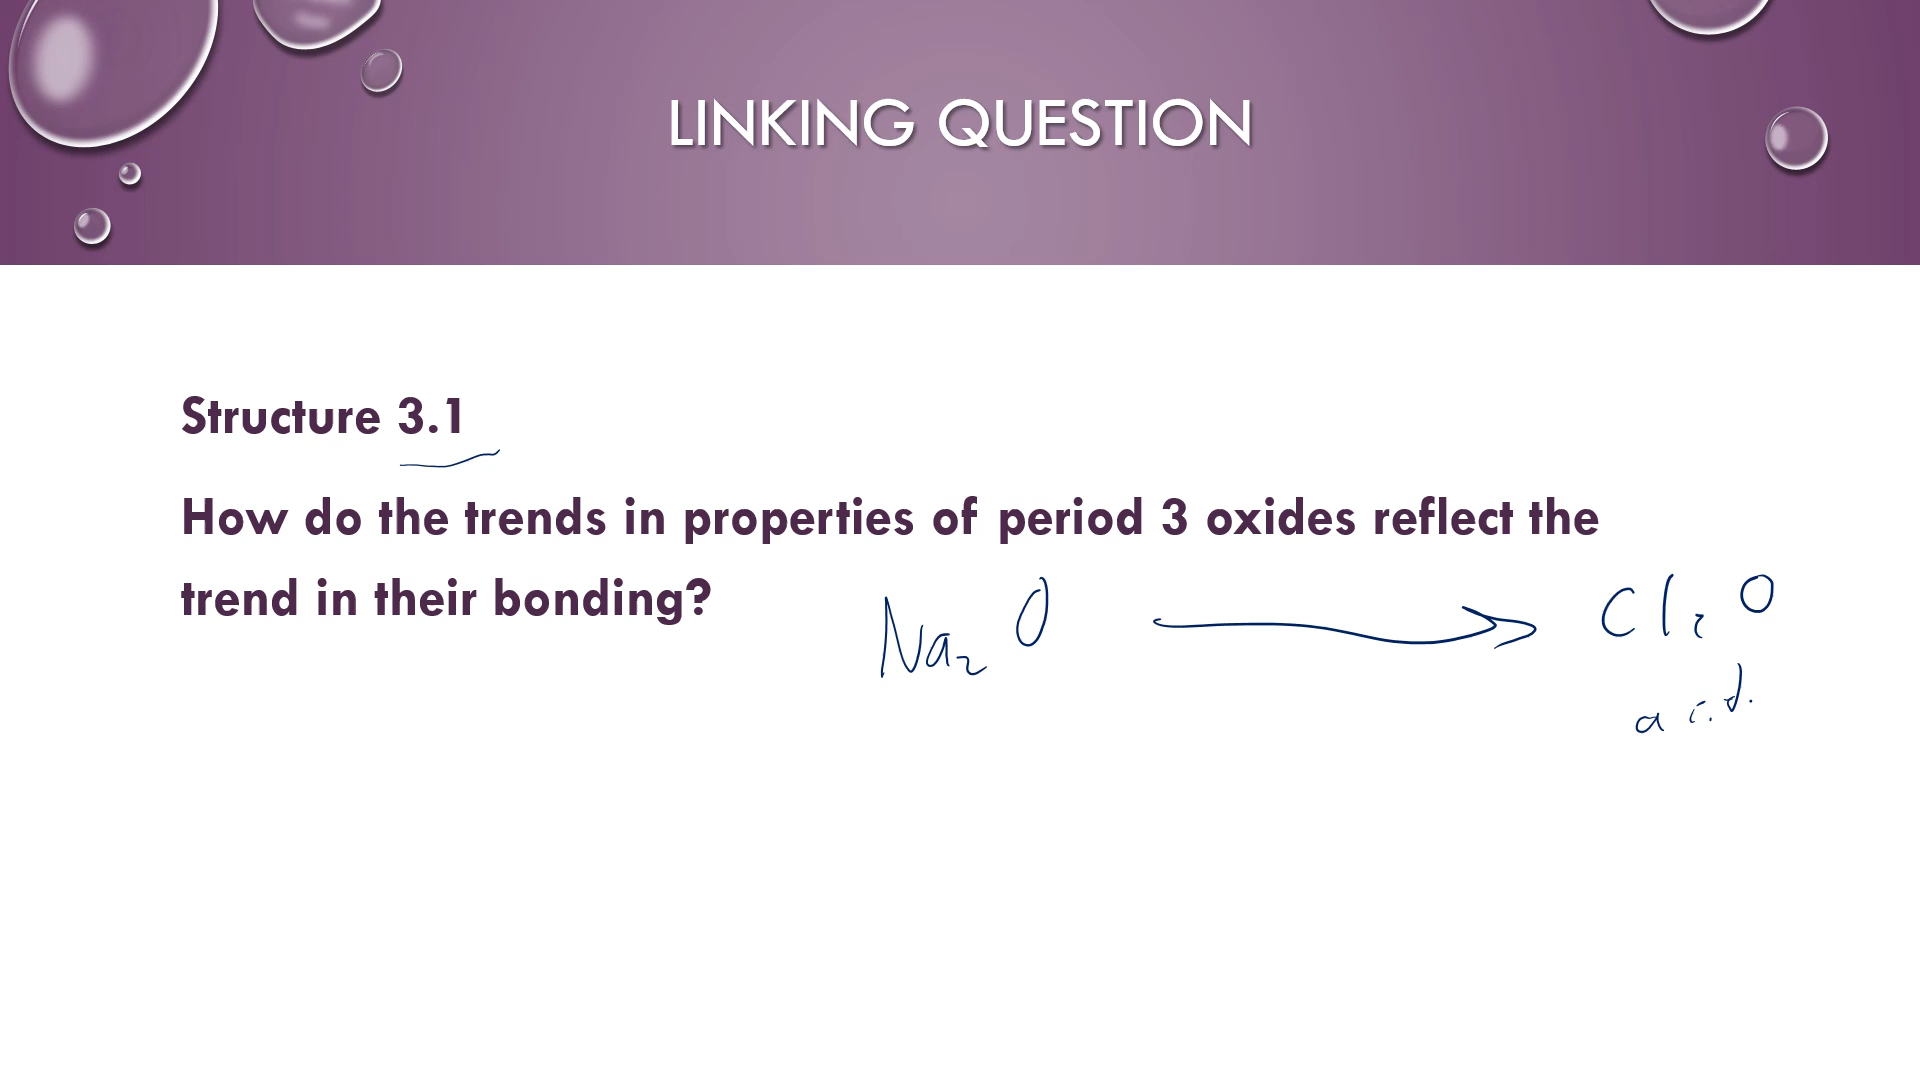 LINKING QUESTION
Structure 3.1
How do the trends in properties of period 3 oxides reflect the
trend in their bonding?
Na₂O → Cl₂O
acid.